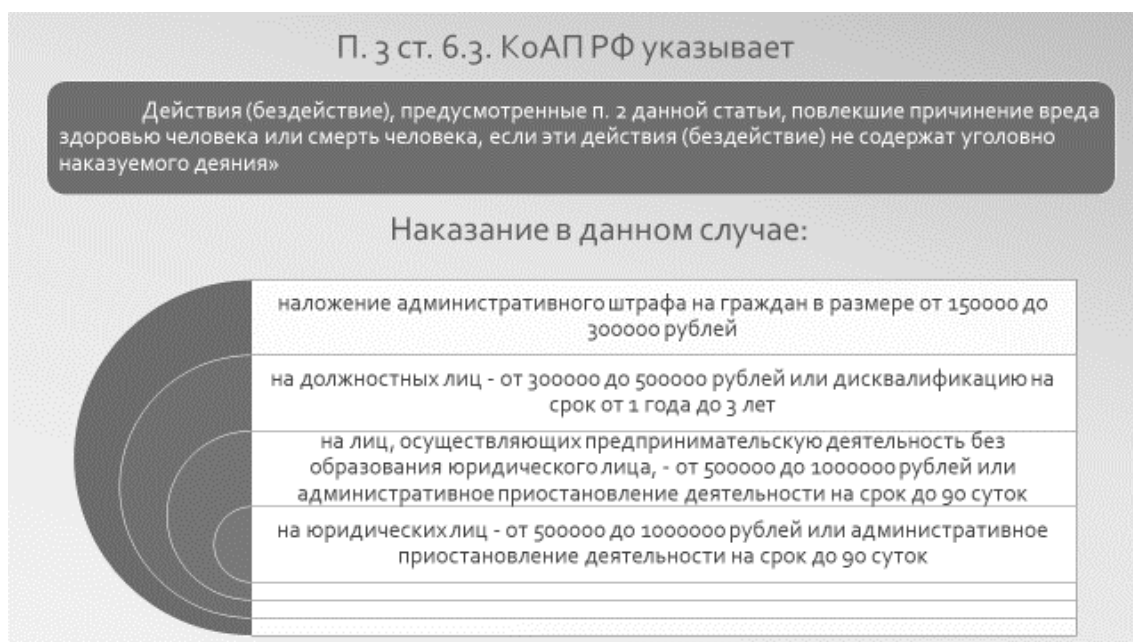 П. 3 ст. 6.3. КоАП РФ указывает
Действия (бездействие), предусмотренные п. 2 данной статьи, повлекшие причинение вреда
здоровью человека или смерть человека, если эти действия (бездействие) не содержат уголовно
наказуемого деяния»
Наказание в данном случае:
наложение административного штрафа на граждан в размере от 150000 до
300000 рублей
на должностных лиц - от 300000 до 500000 рублей или дисквалификацию на
срок от 1 года до 3 лет
на лиц, осуществляющих предпринимательскую деятельность без
образования юридического лица, - от 500000 до 1000000 рублей или
административное приостановление деятельности на срок до 90 суток
на юридических лиц - от 500000 до 1000000 рублей или административное
приостановление деятельности на срок до 90 суток